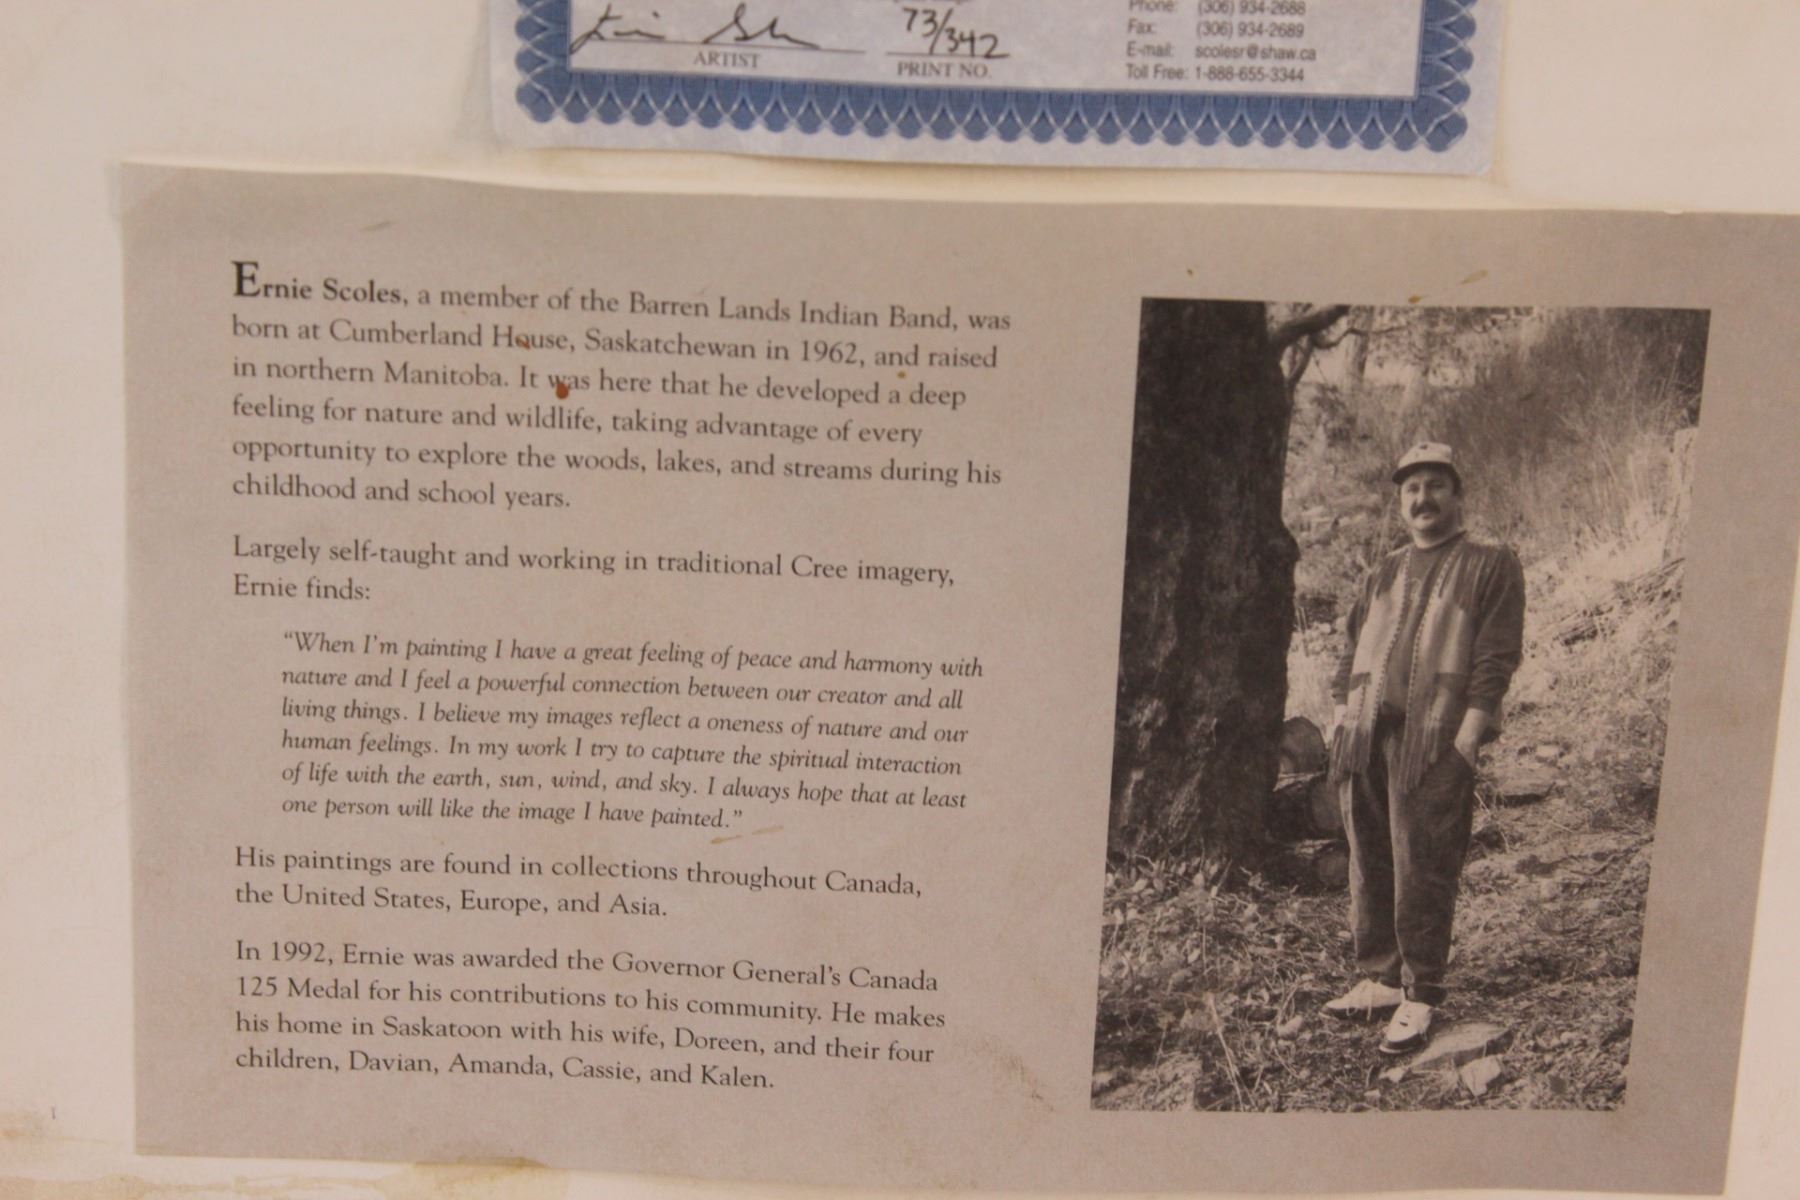 73/342
ARTIST
PRINT NO.
Phone: (306) 934-2688
Fax: (306) 934-2689
E-mail: scolesr@shaw.ca
Toll Free: 1-888-655-3344
Ernie Scoles, a member of the Barren Lands Indian Band, was
born at Cumberland House, Saskatchewan in 1962, and raised
in northern Manitoba. It was here that he developed a deep
feeling for nature and wildlife, taking advantage of every
opportunity to explore the woods, lakes, and streams during his
childhood and school years.
Largely self-taught and working in traditional Cree imagery,
Ernie finds:
“When I’m painting I have a great feeling of peace and harmony with
nature and I feel a powerful connection between our creator and all
living things. I believe my images reflect a oneness of nature and our
human feelings. In my work I try to capture the spiritual interaction
of life with the earth, sun, wind, and sky. I always hope that at least
one person will like the image I have painted.”
His paintings are found in collections throughout Canada,
the United States, Europe, and Asia.
In 1992, Ernie was awarded the Governor General’s Canada
125 Medal for his contributions to his community. He makes
his home in Saskatoon with his wife, Doreen, and their four
children, Davian, Amanda, Cassie, and Kalen.